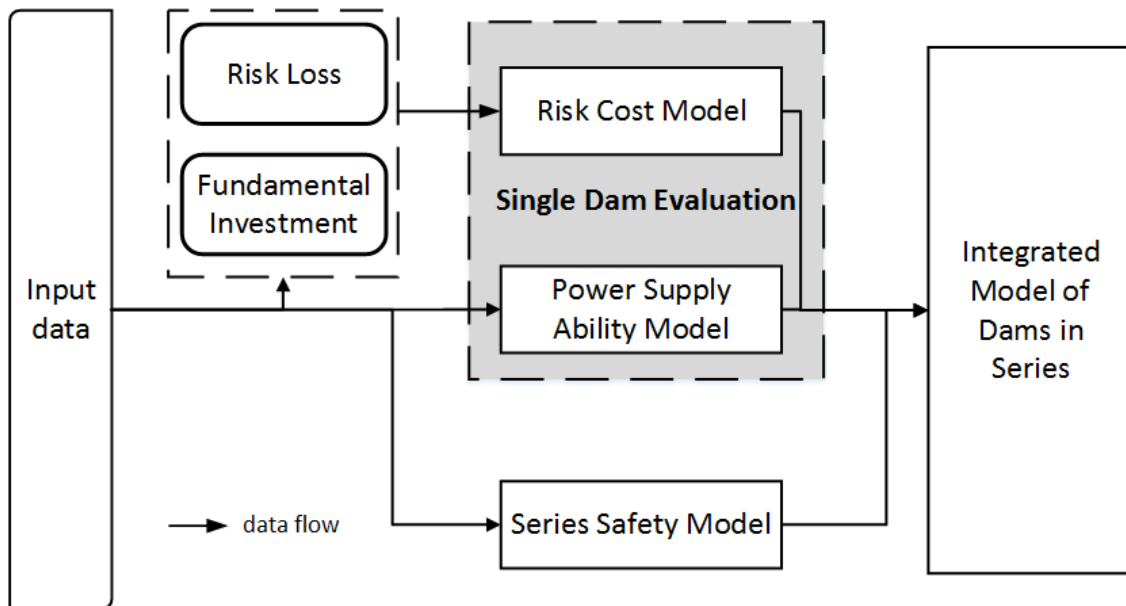 Risk Loss
Fundamental
Investment
Input
data
Risk Cost Model
Single Dam Evaluation
Power Supply
Ability Model
Series Safety Model
data flow
Integrated
Model of
Dams in
Series